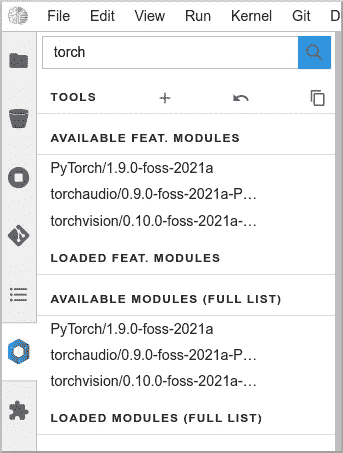 File Edit View Run Kernel Git D
torch
TOOLS
AVAILABLE FEAT. MODULES
PyTorch/1.9.0-foss-2021a
torchaudio/0.9.0-foss-2021a-P...
torchvision/0.10.0-foss-2021a-...
LOADED FEAT. MODULES
AVAILABLE MODULES (FULL LIST)
PyTorch/1.9.0-foss-2021a
torchaudio/0.9.0-foss-2021a-P...
torchvision/0.10.0-foss-2021a-...
LOADED MODULES (FULL LIST)